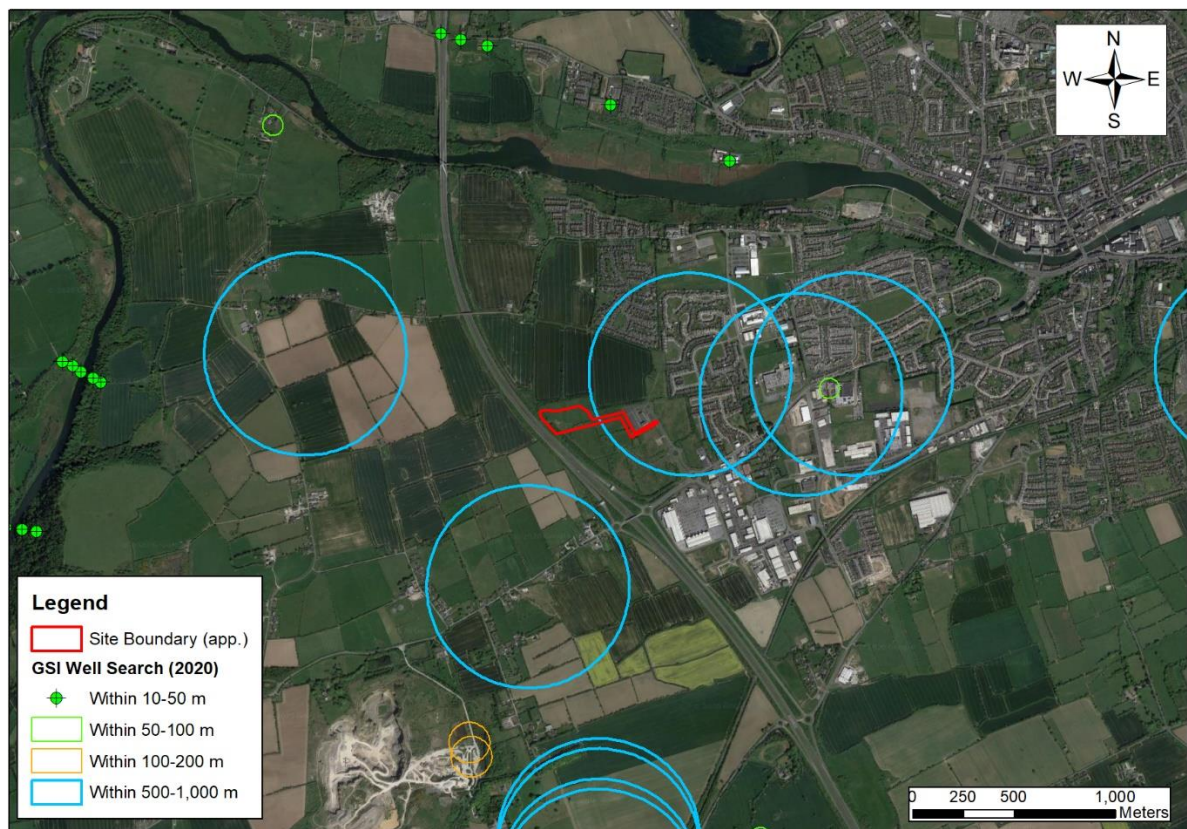 N
W E
S
Legend
Site Boundary (app.)
GSI Well Search (2020)
Within 10-50 m
Within 50-100 m
Within 100-200 m
Within 500-1,000 m
0 250 500 1,000
Meters